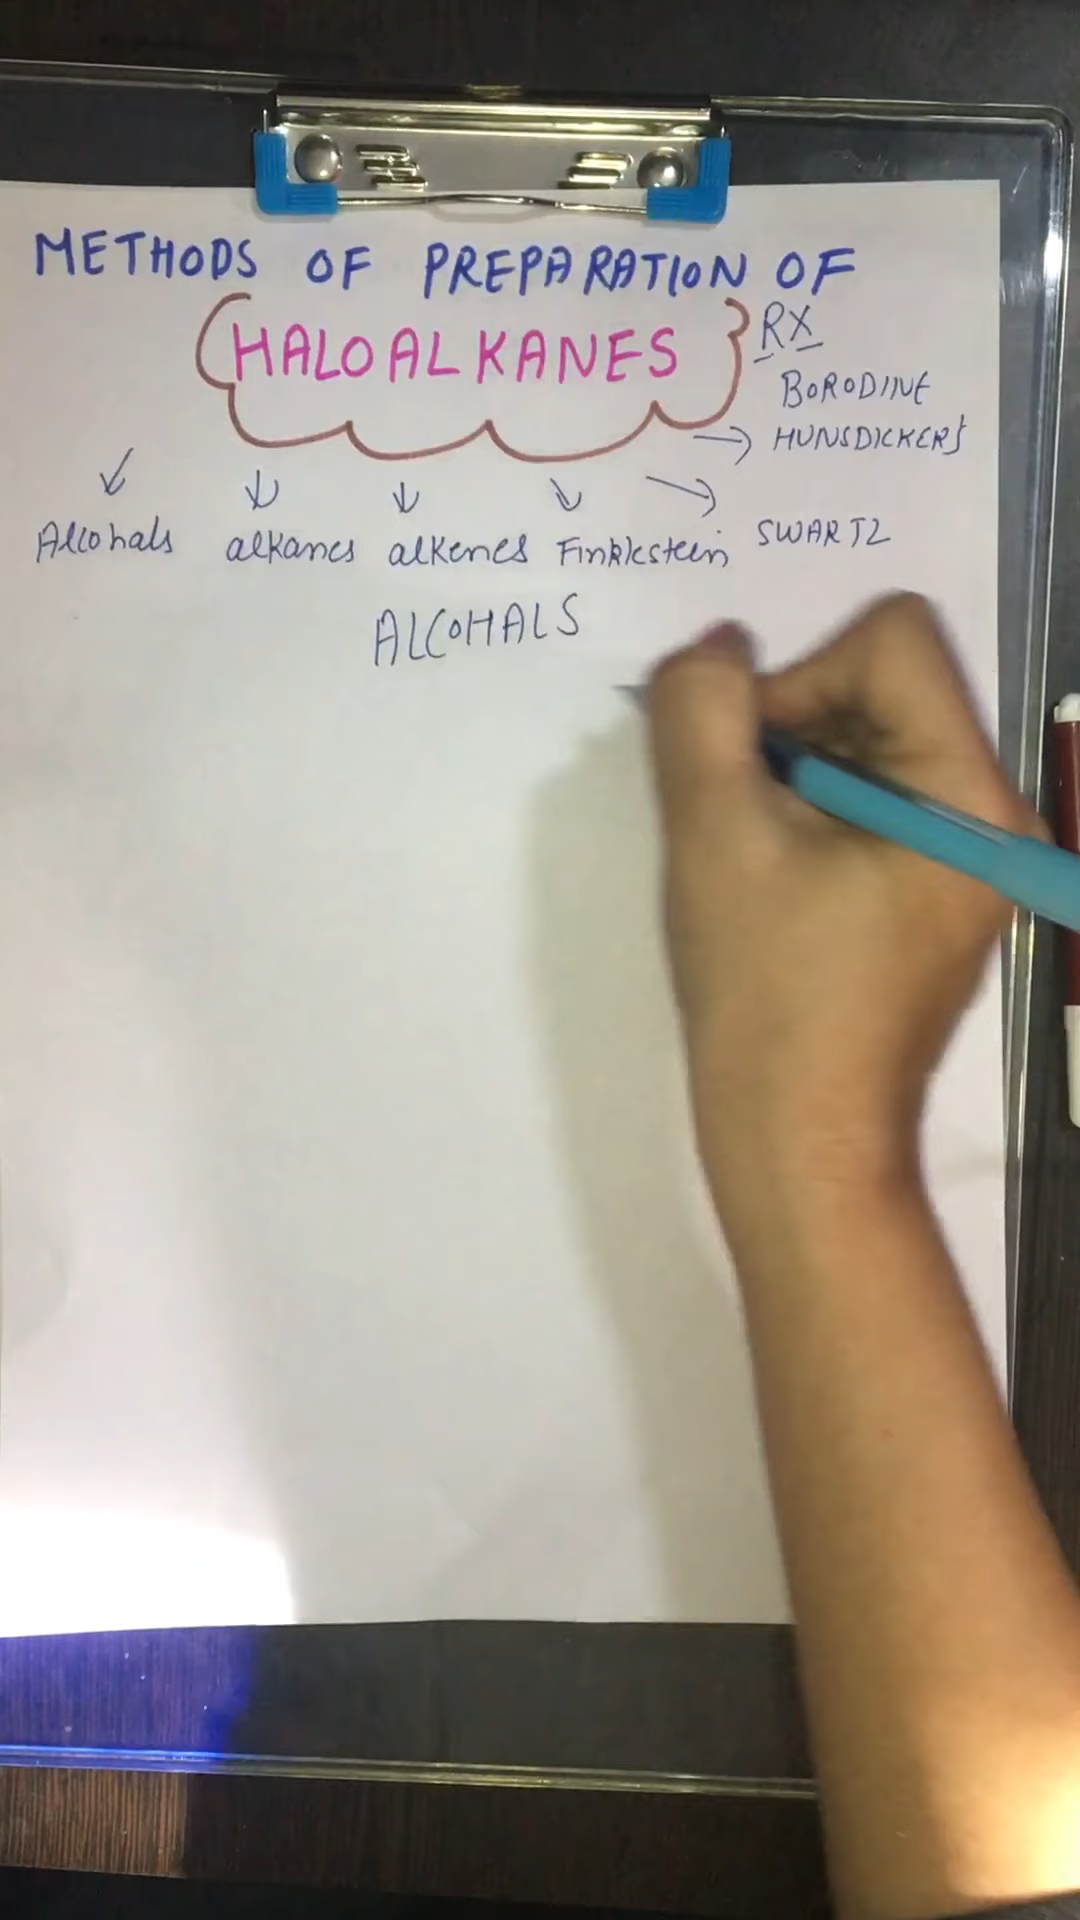 METHODS OF PREPARATION OF
HALOALKANES RX
BORODINE
HUNSDICKERS
Alcohals alkanes alkenes Finklestein SWARTZ
ALCOHALS